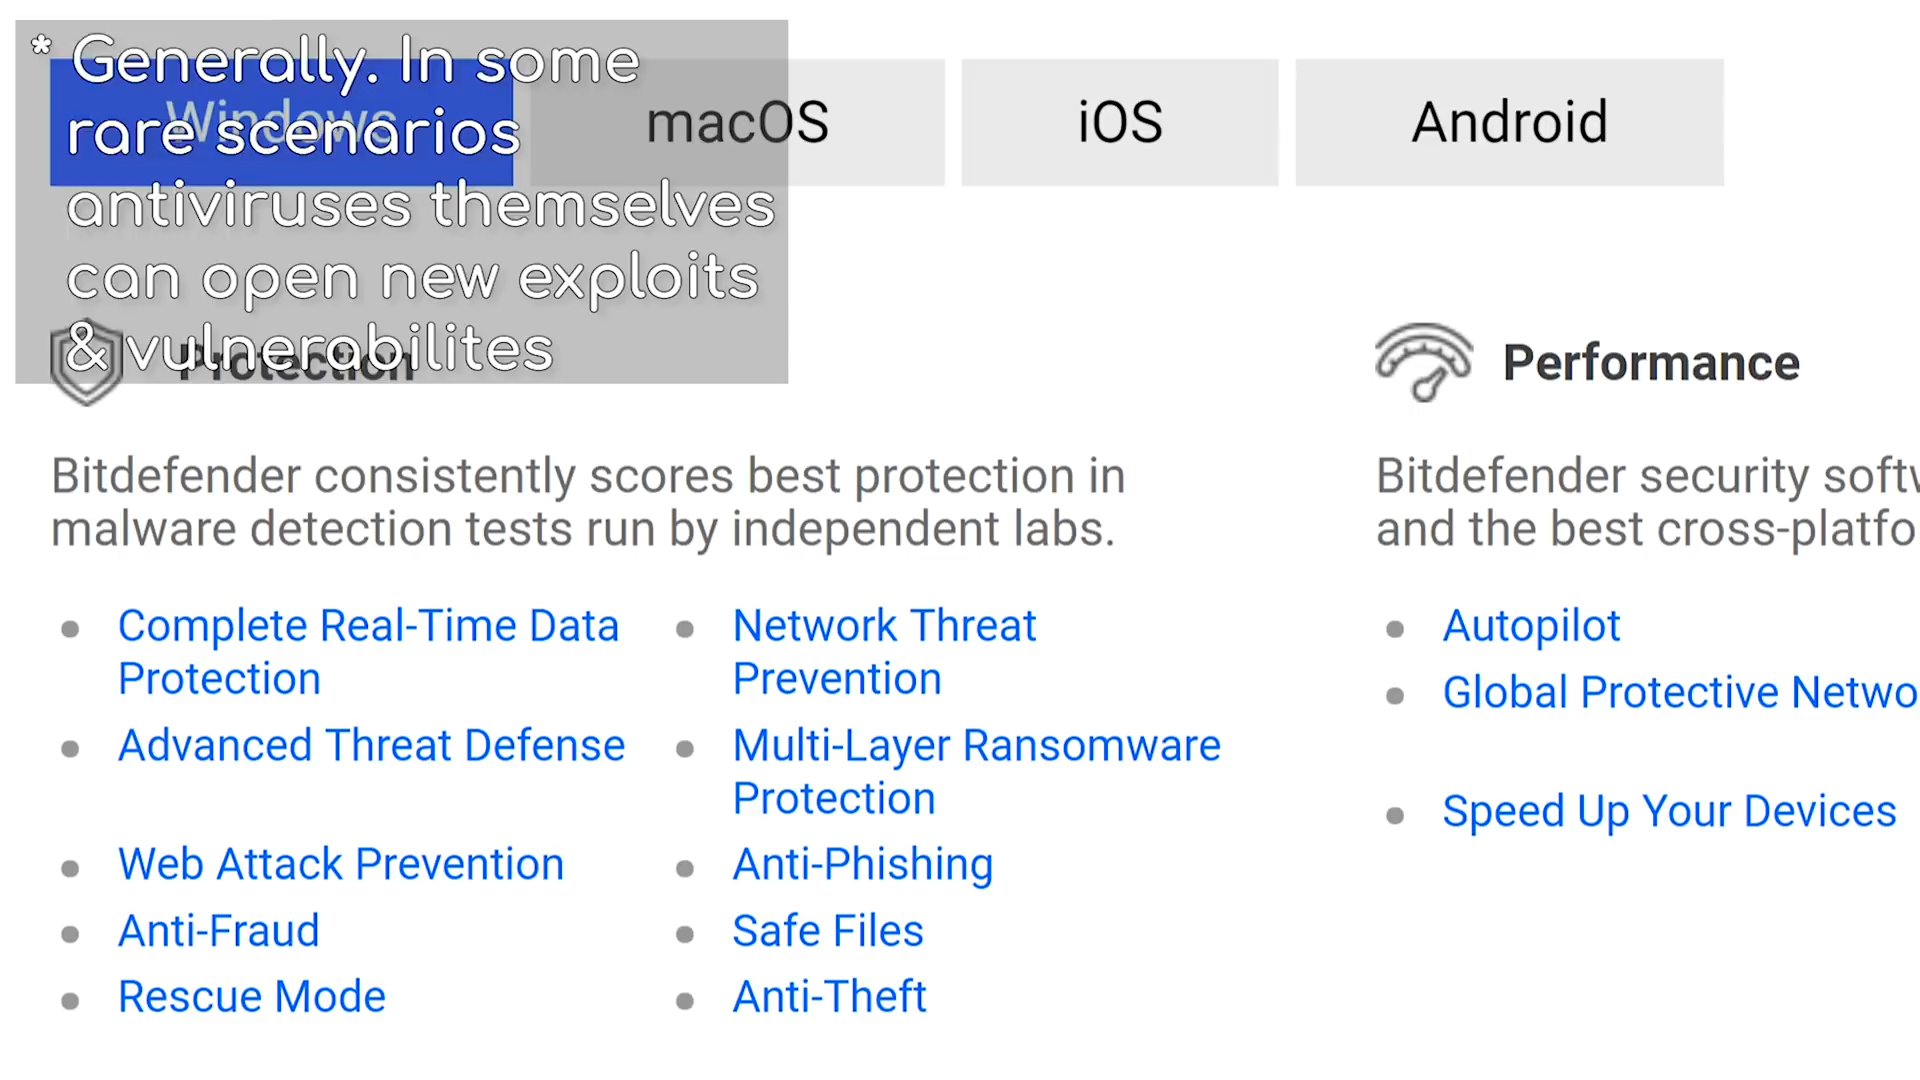 * Generally. In some
rare scenarios
antiviruses themselves
can open new exploits
& vulnerabilites
Windows
macOS
iOS
Android
Protection
Bitdefender consistently scores best protection in
malware detection tests run by independent labs.
Complete Real-Time Data
Protection
Advanced Threat Defense
Web Attack Prevention
Anti-Fraud
Rescue Mode
Network Threat
Prevention
Multi-Layer Ransomware
Protection
Anti-Phishing
Safe Files
Anti-Theft
Performance
Bitdefender security softw
and the best cross-platfo
Autopilot
Global Protective Netwo
Speed Up Your Devices